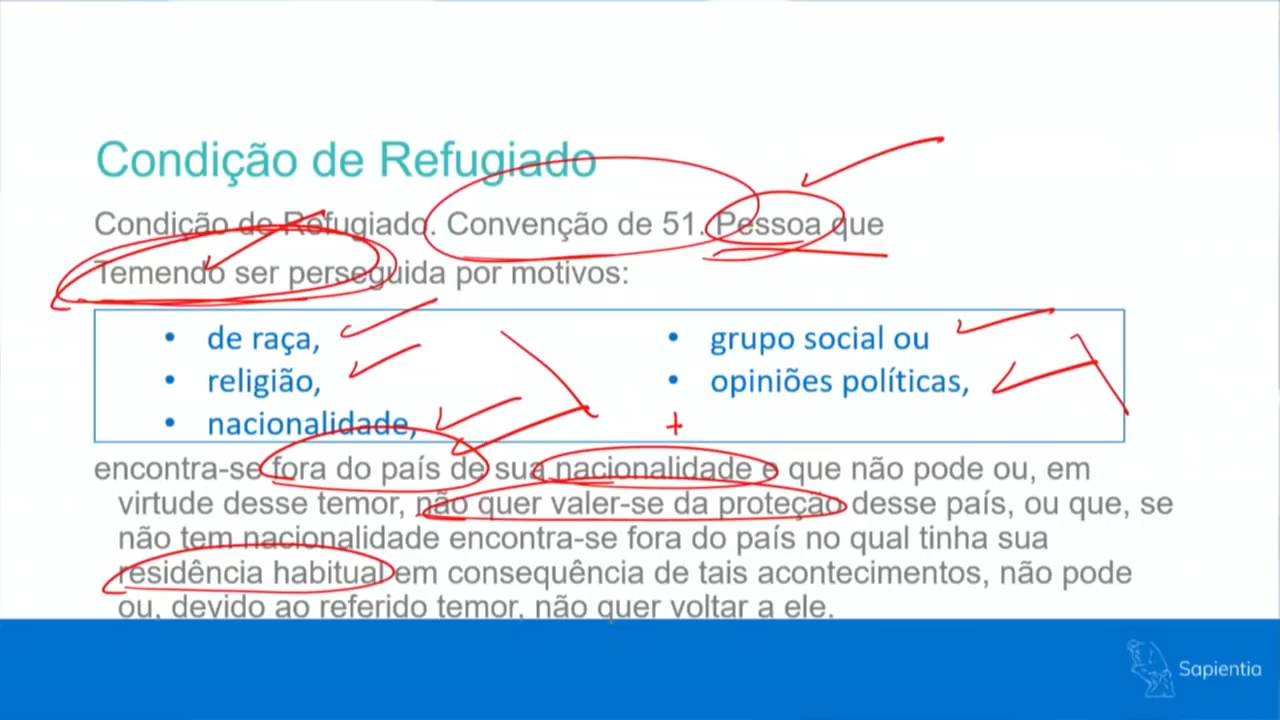 Condição de Refugiado
Condição de Refugiado. Convenção de 51. Pessoa que
Temendo ser perseguida por motivos:
• de raça,
• religião,
• nacionalidade,
• grupo social ou
• opiniões políticas,
+
encontra-se fora do país de sua nacionalidade e que não pode ou, em
virtude desse temor, não quer valer-se da proteção desse país, ou que, se
não tem nacionalidade encontra-se fora do país no qual tinha sua
residência habitual em consequência de tais acontecimentos, não pode
ou, devido ao referido temor, não quer voltar a ele.
Sapientia